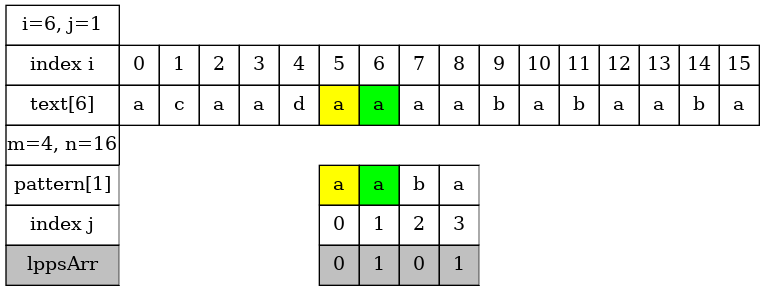 i=6, j=1
index i 0 1 2 3 4 5 6 7 8 9 10 11 12 13 14 15
text[6] a c a a d a a a a b a b a a b a
m=4, n=16
pattern[1] a a b a
index j 0 1 2 3
lppsArr 0 1 0 1